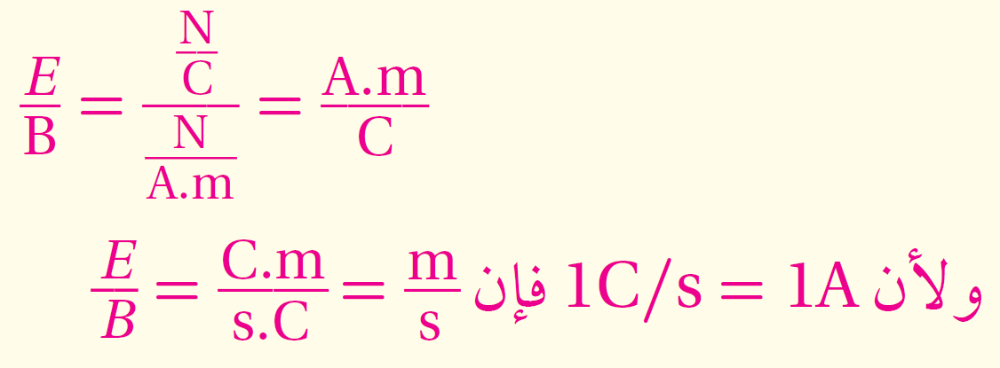 E/B = (N/C)/(N/A.m) = A.m/C
ولأن 1A = 1C/s فإن E/B = C.m/s.C = m/s